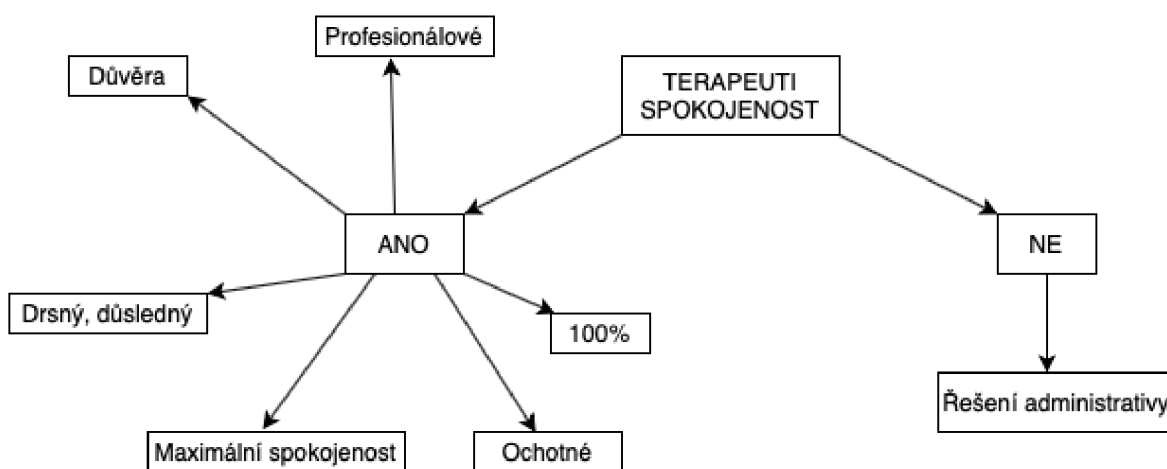 Profesionálové
Důvěra
TERAPEUTI
SPOKOJENOST
ANO
NE
Drsný, důsledný
100%
Řešení administrativy
Maximální spokojenost
Ochotné